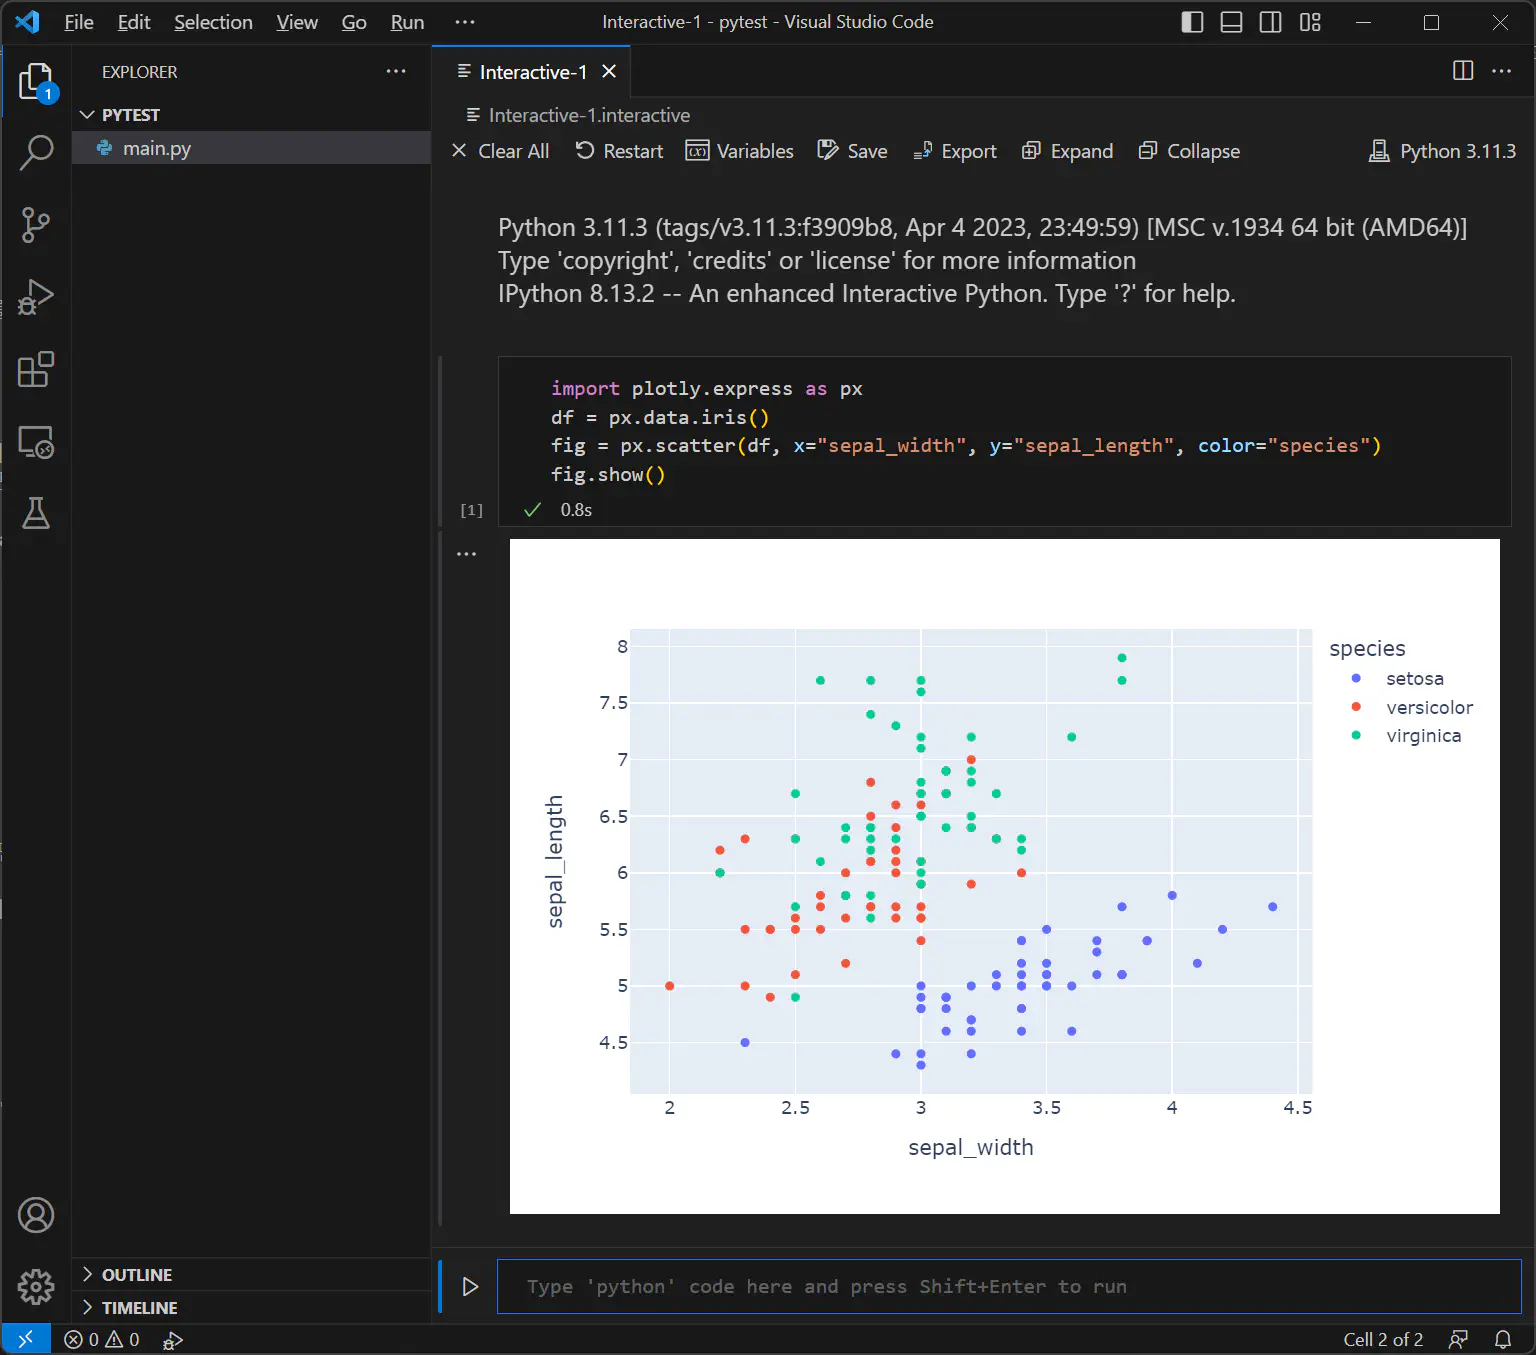 File Edit Selection View Go Run ··· Interactive-1 - pytest - Visual Studio Code
EXPLORER ···
1
PYTEST
main.py
OUTLINE
TIMELINE
Interactive-1
Interactive-1.interactive
Clear All Restart Variables Save Export Expand Collapse Python 3.11.3
Python 3.11.3 (tags/v3.11.3:f3909b8, Apr 4 2023, 23:49:59) [MSC v.1934 64 bit (AMD64)]
Type 'copyright', 'credits' or 'license' for more information
IPython 8.13.2 -- An enhanced Interactive Python. Type '?' for help.
import plotly.express as px
df = px.data.iris()
fig = px.scatter(df, x="sepal_width", y="sepal_length", color="species")
fig.show()
[1] 0.8s
species
setosa
versicolor
virginica
sepal_length
8
7.5
7
6.5
6
5.5
5
4.5
2 2.5 3 3.5 4 4.5
sepal_width
Type 'python' code here and press Shift+Enter to run
0 0 Cell 2 of 2